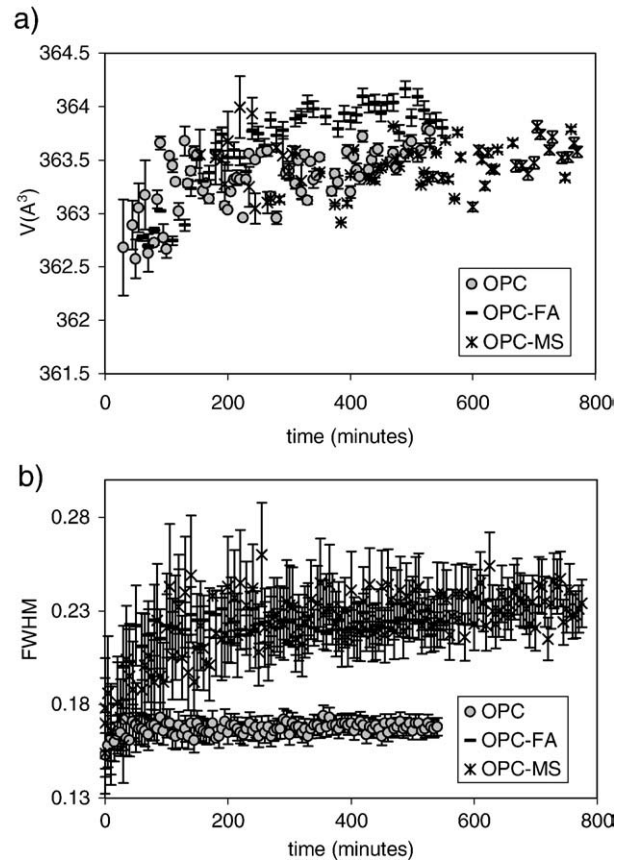 a)
364.5
364
363.5
363
362.5
362
361.5
V(A³)
OPC
OPC-FA
OPC-MS
0 200 400 600 800
time (minutes)
b)
0.28
0.23
0.18
0.13
FWHM
OPC
OPC-FA
OPC-MS
0 200 400 600 800
time (minutes)